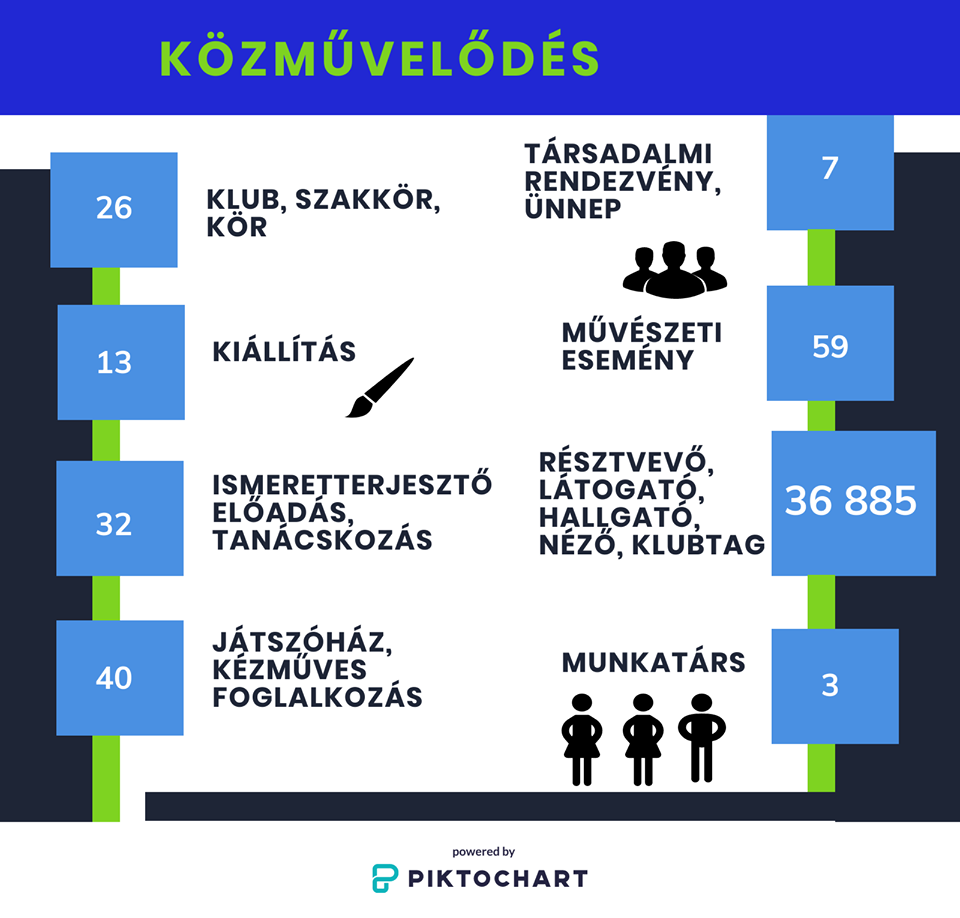 KÖZMŰVELŐDÉS
26
KLUB, SZAKKÖR,
KÖR
13
KIÁLLÍTÁS
32
ISMERETTERJESZTŐ
ELŐADÁS,
TANÁCSKOZÁS
40
JÁTSZÓHÁZ,
KÉZMŰVES
FOGLALKOZÁS
TÁRSADALMI
RENDEZVÉNY,
ÜNNEP
7
MŰVÉSZETI
ESEMÉNY
59
RÉSZTVEVŐ,
LÁTOGATÓ,
HALLGATÓ,
NÉZŐ, KLUBTAG
36 885
MUNKATÁRS
3
powered by
PIKTOCHART